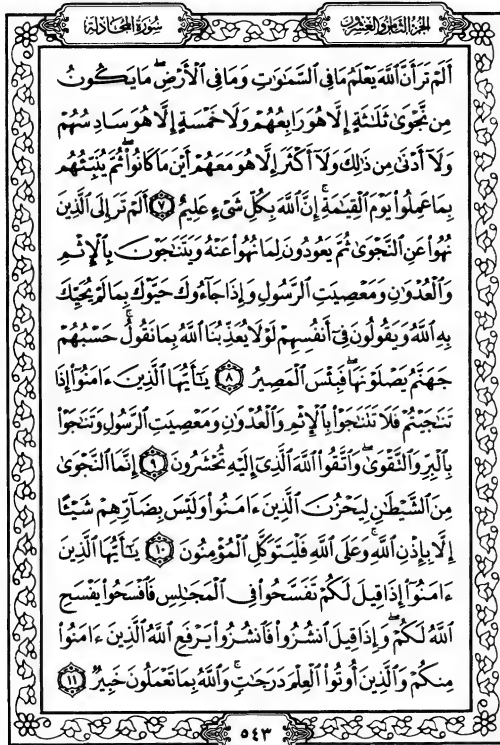 الجزء الثامن والعشرون
سورة المجادلة
أَلَمْ تَرَ أَنَّ ٱللَّهَ يَعْلَمُ مَا فِي ٱلسَّمَٰوَٰتِ وَمَا فِي ٱلْأَرْضِۖ مَا يَكُونُ
مِن نَّجْوَىٰ ثَلَٰثَةٍ إِلَّا هُوَ رَابِعُهُمْ وَلَا خَمْسَةٍ إِلَّا هُوَ سَادِسُهُمْ
وَلَآ أَدْنَىٰ مِن ذَٰلِكَ وَلَآ أَكْثَرَ إِلَّا هُوَ مَعَهُمْ أَيْنَ مَا كَانُوا۟ۖ ثُمَّ يُنَبِّئُهُم
بِمَا عَمِلُوا۟ يَوْمَ ٱلْقِيَٰمَةِۚ إِنَّ ٱللَّهَ بِكُلِّ شَىْءٍ عَلِيمٌ ٧ أَلَمْ تَرَ إِلَى ٱلَّذِينَ
نُهُوا۟ عَنِ ٱلنَّجْوَىٰ ثُمَّ يَعُودُونَ لِمَا نُهُوا۟ عَنْهُ وَيَتَنَٰجَوْنَ بِٱلْإِثْمِ
وَٱلْعُدْوَٰنِ وَمَعْصِيَتِ ٱلرَّسُولِ وَإِذَا جَآءُوكَ حَيَّوْكَ بِمَا لَمْ يُحَيِّكَ
بِهِ ٱللَّهُ وَيَقُولُونَ فِىٓ أَنفُسِهِمْ لَوْلَا يُعَذِّبُنَا ٱللَّهُ بِمَا نَقُولُۚ حَسْبُهُمْ
جَهَنَّمُ يَصْلَوْنَهَاۖ فَبِئْسَ ٱلْمَصِيرُ ٨ يَٰٓأَيُّهَا ٱلَّذِينَ ءَامَنُوٓا۟ إِذَا
تَنَٰجَيْتُمْ فَلَا تَتَنَٰجَوْا۟ بِٱلْإِثْمِ وَٱلْعُدْوَٰنِ وَمَعْصِيَتِ ٱلرَّسُولِ وَتَنَٰجَوْا۟
بِٱلْبِرِّ وَٱلتَّقْوَىٰۖ وَٱتَّقُوا۟ ٱللَّهَ ٱلَّذِىٓ إِلَيْهِ تُحْشَرُونَ ٩ إِنَّمَا ٱلنَّجْوَىٰ
مِنَ ٱلشَّيْطَٰنِ لِيَحْزُنَ ٱلَّذِينَ ءَامَنُوا۟ وَلَيْسَ بِضَآرِّهِمْ شَيْـًٔا
إِلَّا بِإِذْنِ ٱللَّهِۚ وَعَلَى ٱللَّهِ فَلْيَتَوَكَّلِ ٱلْمُؤْمِنُونَ ١٠ يَٰٓأَيُّهَا ٱلَّذِينَ
ءَامَنُوٓا۟ إِذَا قِيلَ لَكُمْ تَفَسَّحُوا۟ فِى ٱلْمَجَٰلِسِ فَٱفْسَحُوا۟ يَفْسَحِ
ٱللَّهُ لَكُمْۖ وَإِذَا قِيلَ ٱنشُزُوا۟ فَٱنشُزُوا۟ يَرْفَعِ ٱللَّهُ ٱلَّذِينَ ءَامَنُوا۟
مِنكُمْ وَٱلَّذِينَ أُوتُوا۟ ٱلْعِلْمَ دَرَجَٰتٍۚ وَٱللَّهُ بِمَا تَعْمَلُونَ خَبِيرٌ ١١
٥٤٣